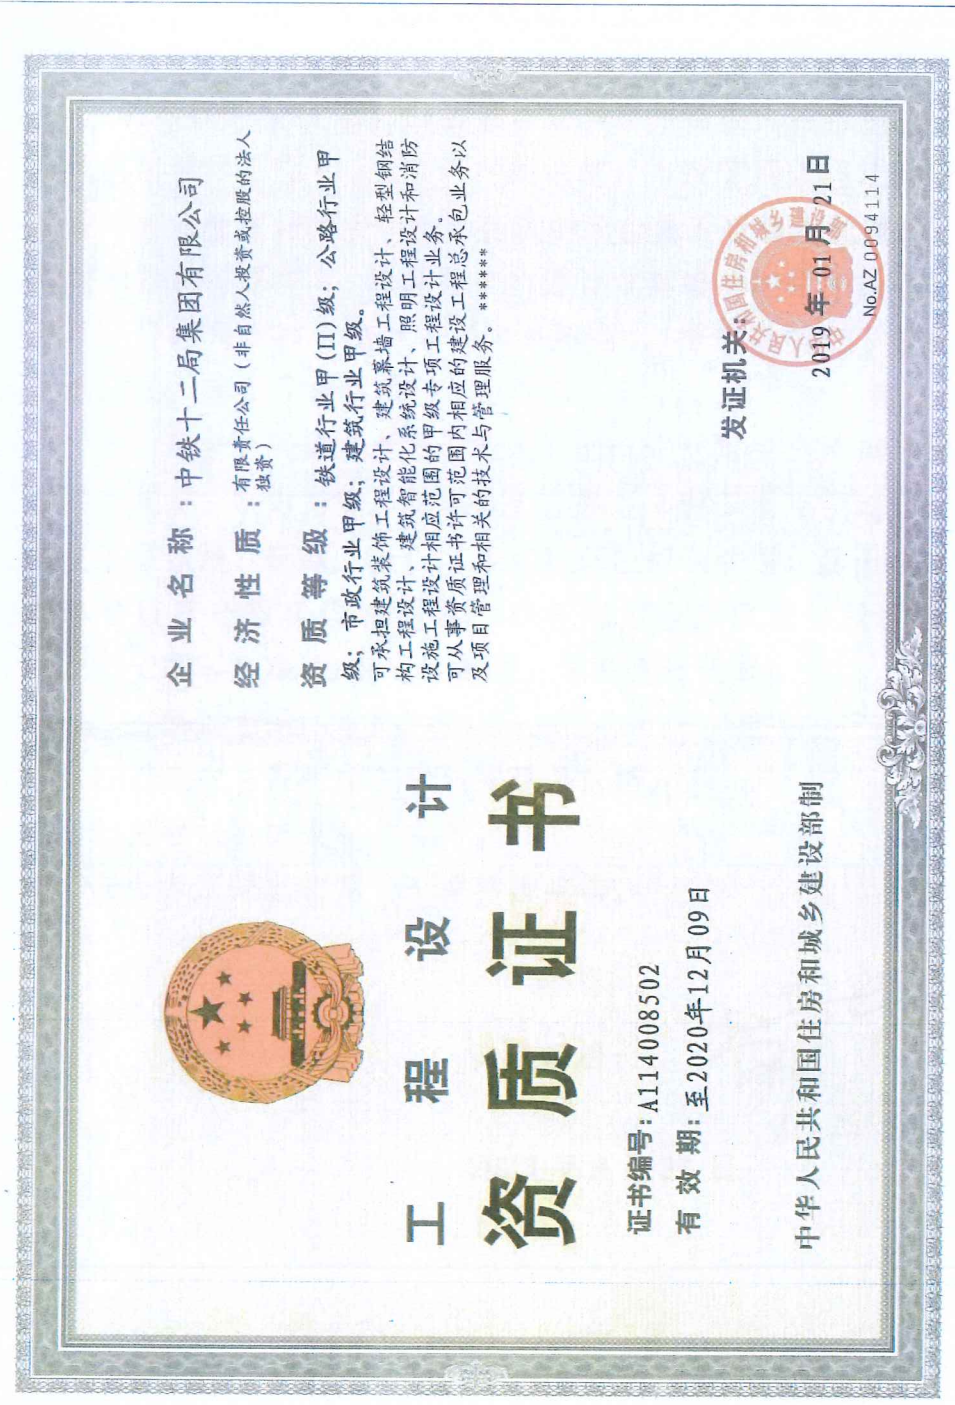 工程设计
资质证书
证书编号:A114008502
有 效 期:至2020年12月09日
中华人民共和国住房和城乡建设部制
企业名称:中铁十二局集团有限公司
经济性质:有限责任公司(非自然人投资或控股的法人
独资)
资质等级:铁道行业甲(II)级;公路行业甲
级;市政行业甲级;建筑行业甲级。
可承担建筑装饰工程设计、建筑幕墙工程设计、轻型钢结
构工程设计、建筑智能化系统设计、照明工程设计和消防
设施工程设计相应范围的甲级专项工程设计业务。
可从事资质证书许可范围内相应的建设工程总承包业务以
及项目管理和相关的技术与管理服务。******
发证机关:
2019年01月21日
No.AZ 0094114